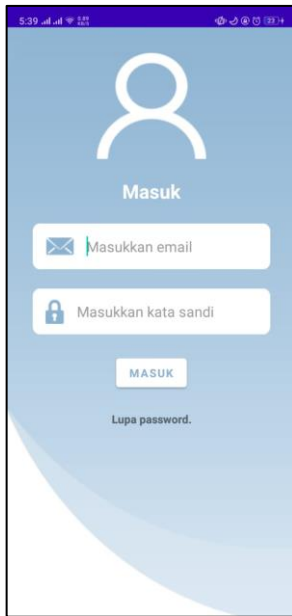 5:39
Masuk
Masukkan email
Masukkan kata sandi
MASUK
Lupa password.